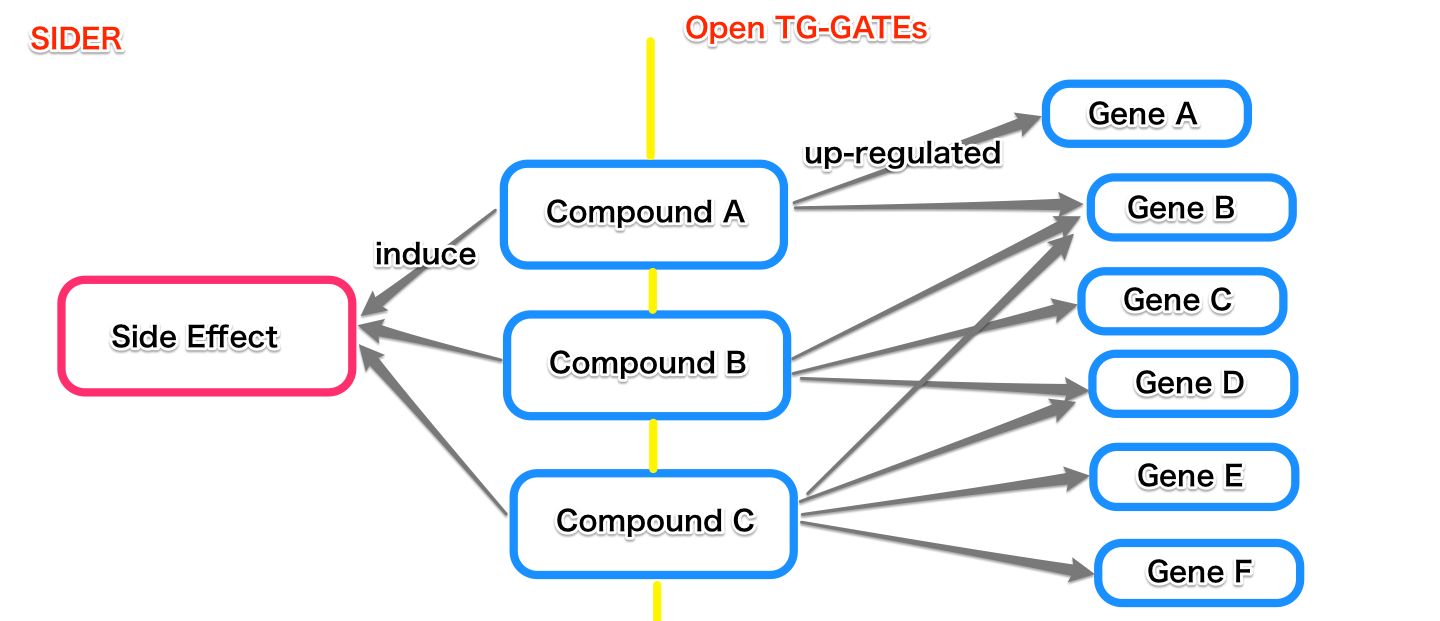 SIDER
Open TG-GATEs
Gene A
up-regulated
Gene B
Compound A
induce
Gene C
Side Effect
Compound B
Gene D
Gene E
Compound C
Gene F